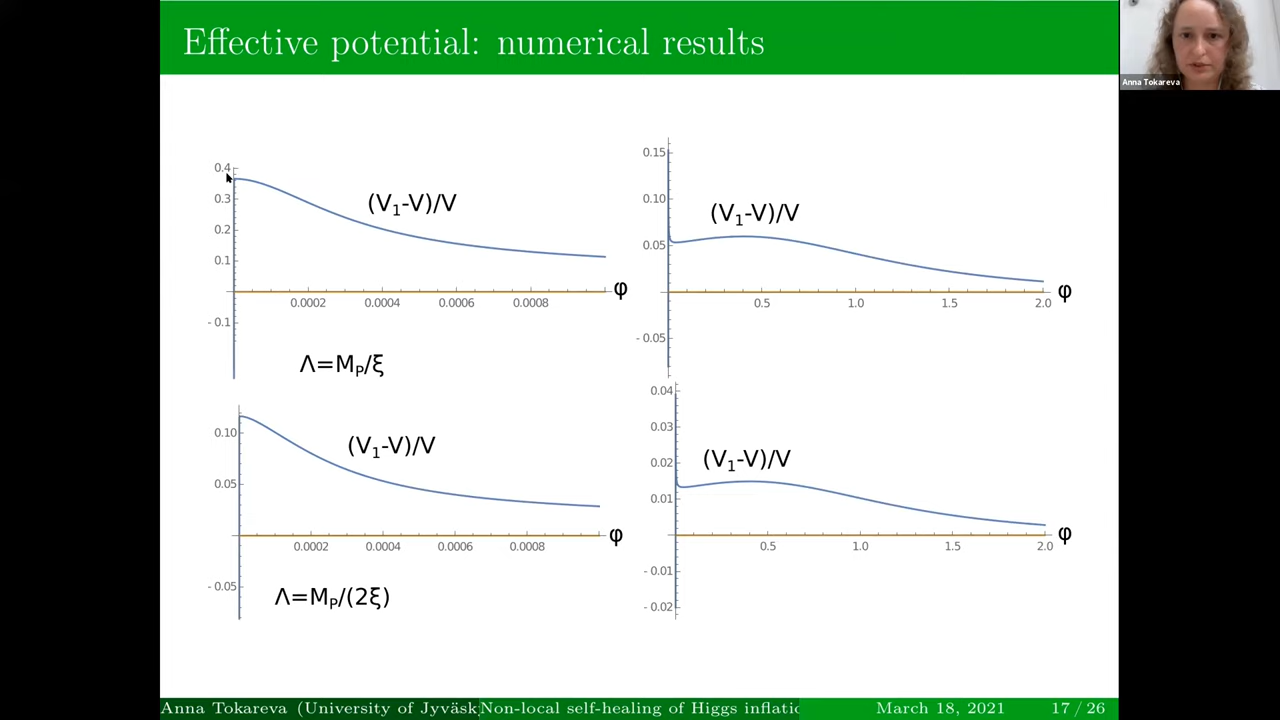 Effective potential: numerical results
Anna Tokareva
0.4
0.3
0.2
0.1
- 0.1
(V1-V)/V
0.0002 0.0004 0.0006 0.0008
φ
Λ=MP/ξ
0.15
0.10
0.05
- 0.05
(V1-V)/V
0.5 1.0 1.5 2.0
φ
0.10
0.05
- 0.05
(V1-V)/V
0.0002 0.0004 0.0006 0.0008
φ
Λ=MP/(2ξ)
0.04
0.03
0.02
0.01
- 0.01
- 0.02
(V1-V)/V
0.5 1.0 1.5 2.0
φ
Anna Tokareva (University of Jyväsk Non-local self-healing of Higgs inflatio March 18, 2021 17 / 26